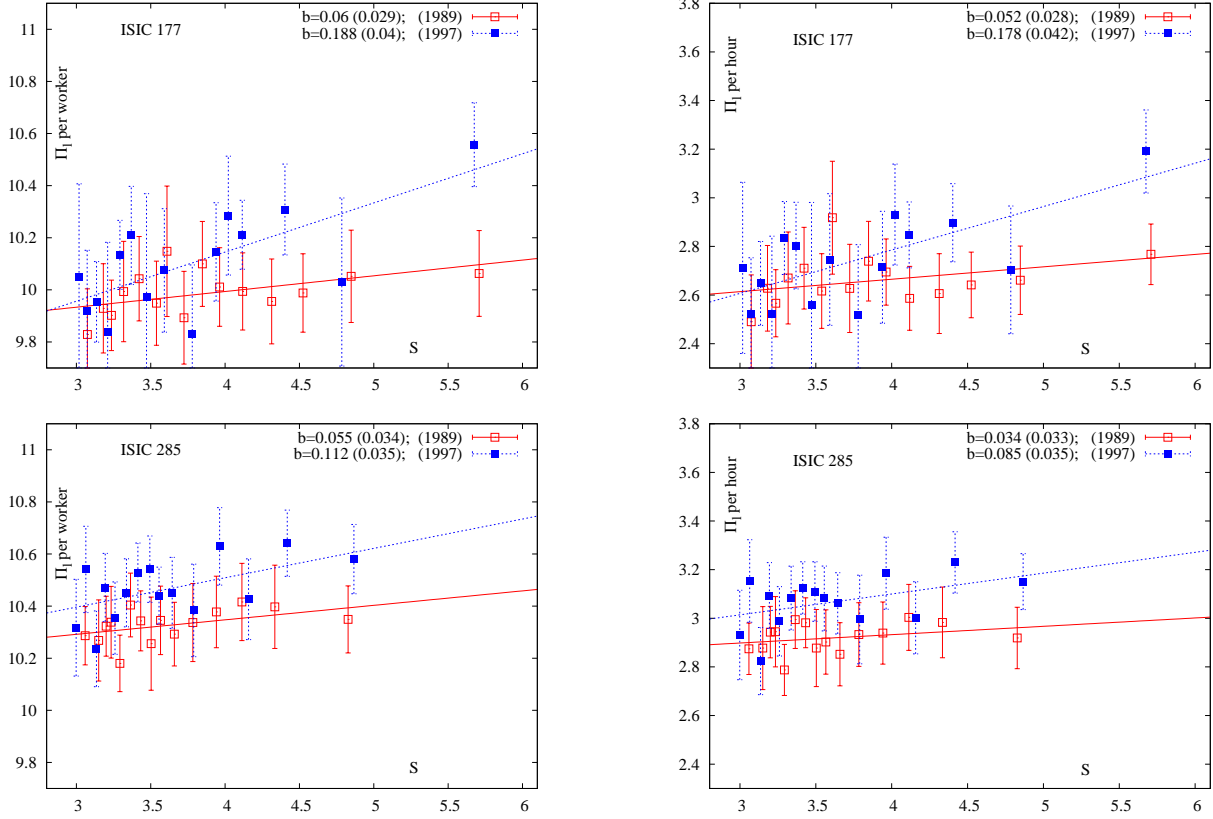 b=0.06 (0.029); (1989)
b=0.188 (0.04); (1997)
ISIC 177
Π_l per worker
11
10.8
10.6
10.4
10.2
10
9.8
S
3 3.5 4 4.5 5 5.5 6
b=0.052 (0.028); (1989)
b=0.178 (0.042); (1997)
ISIC 177
Π_l per hour
3.8
3.6
3.4
3.2
3
2.8
2.6
2.4
S
3 3.5 4 4.5 5 5.5 6
b=0.055 (0.034); (1989)
b=0.112 (0.035); (1997)
ISIC 285
Π_l per worker
11
10.8
10.6
10.4
10.2
10
9.8
S
3 3.5 4 4.5 5 5.5 6
b=0.034 (0.033); (1989)
b=0.085 (0.035); (1997)
ISIC 285
Π_l per hour
3.8
3.6
3.4
3.2
3
2.8
2.6
2.4
S
3 3.5 4 4.5 5 5.5 6